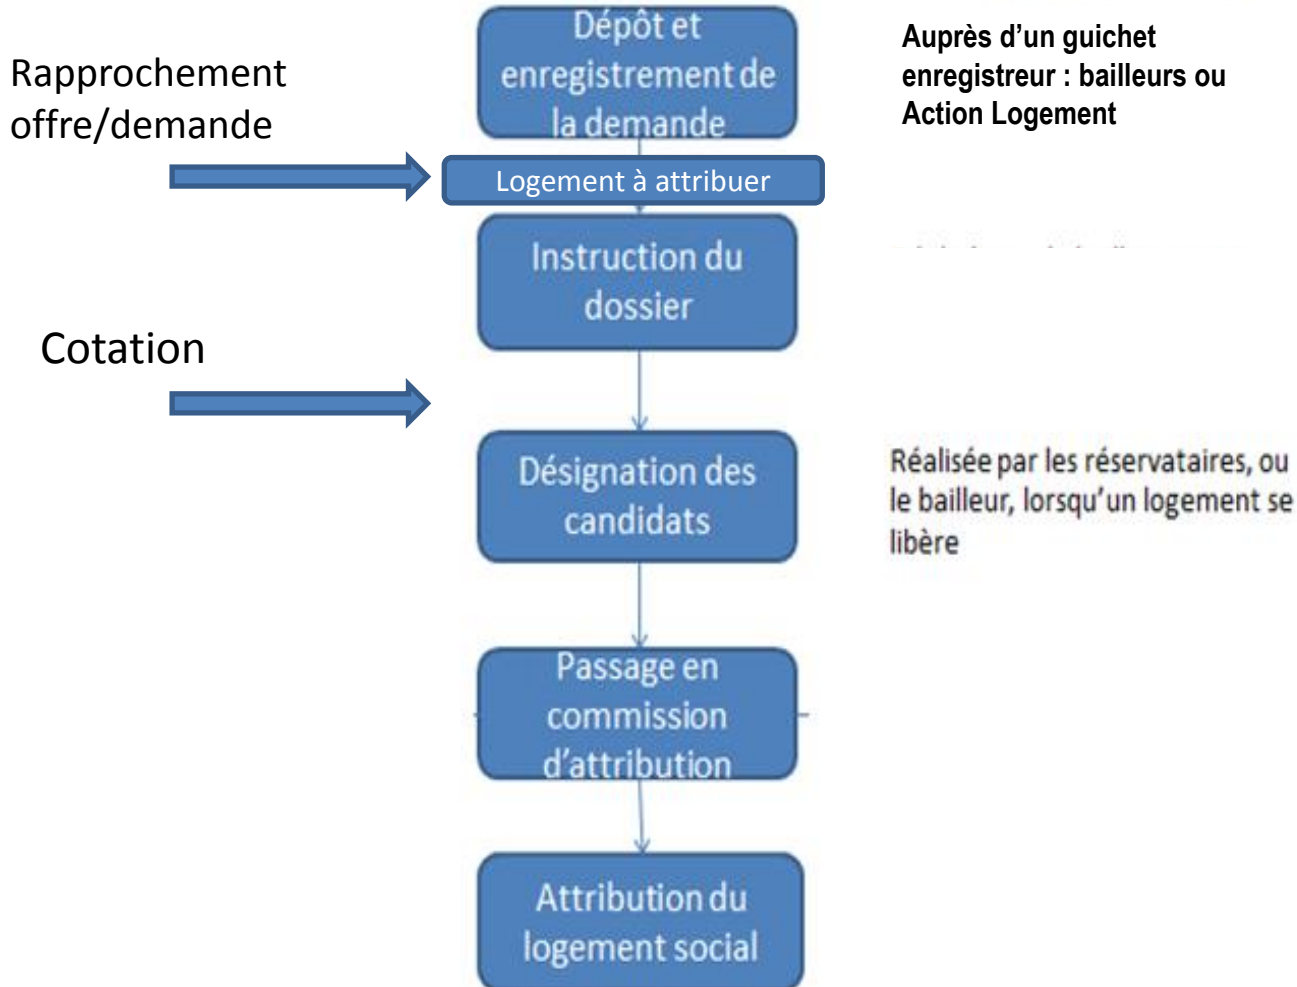 Dépôt et
enregistrement de
la demande
Auprès d’un guichet
enregistreur : bailleurs ou
Action Logement
Rapprochement
offre/demande
Logement à attribuer
Instruction du
dossier
Cotation
Désignation des
candidats
Réalisée par les réservataires, ou
le bailleur, lorsqu’un logement se
libère
Passage en
commission
d’attribution
Attribution du
logement social